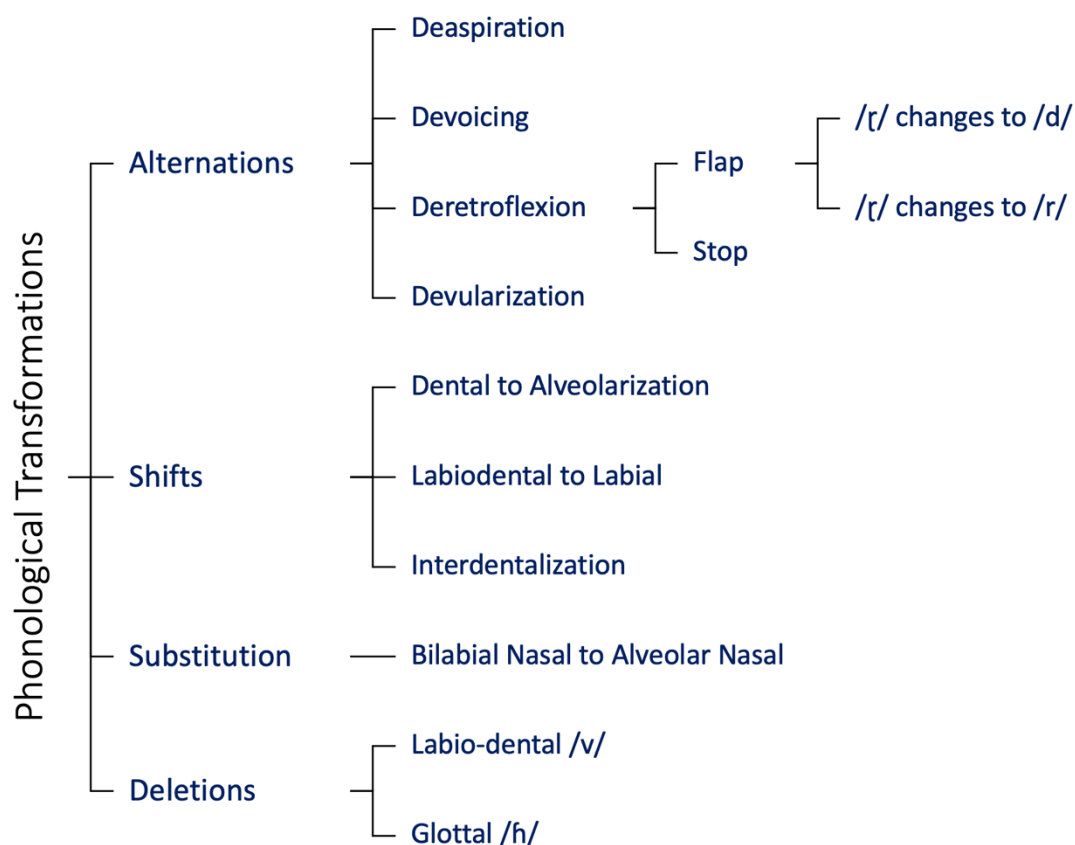 Phonological Transformations
Alternations
Deaspiration
Devoicing
Deretroflexion
Flap
/ɽ/ changes to /d/
/ɽ/ changes to /r/
Stop
Devularization
Shifts
Dental to Alveolarization
Labiodental to Labial
Interdentalization
Substitution
Bilabial Nasal to Alveolar Nasal
Deletions
Labio-dental /v/
Glottal /ɦ/